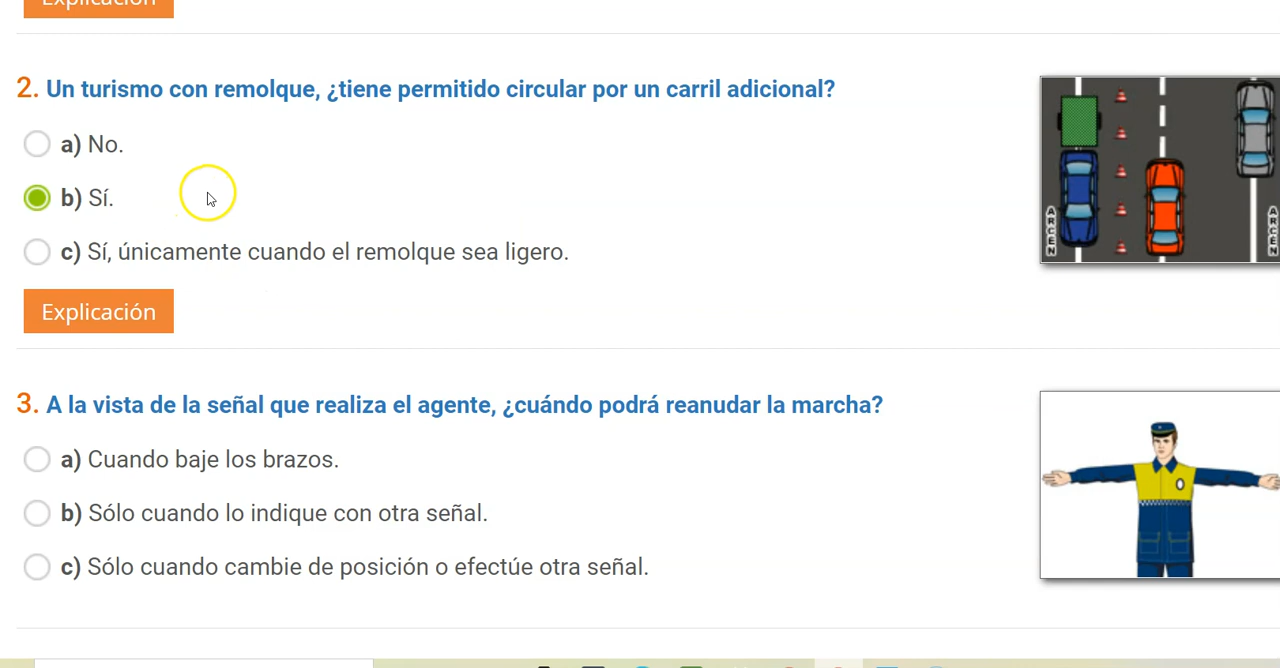 Explicación
2. Un turismo con remolque, ¿tiene permitido circular por un carril adicional?
a) No.
b) Sí.
c) Sí, únicamente cuando el remolque sea ligero.
ARCEN
ARCEN
Explicación
3. A la vista de la señal que realiza el agente, ¿cuándo podrá reanudar la marcha?
a) Cuando baje los brazos.
b) Sólo cuando lo indique con otra señal.
c) Sólo cuando cambie de posición o efectúe otra señal.